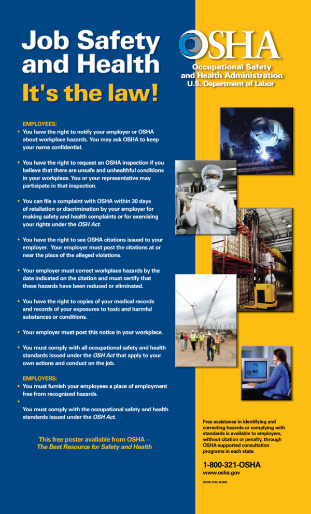 Job Safety
and Health
It's the law!
OSHA
Occupational Safety
and Health Administration
U.S. Department of Labor
EMPLOYEES:
• You have the right to notify your employer or OSHA
about workplace hazards. You may ask OSHA to keep
your name confidential.
• You have the right to request an OSHA inspection if you
believe that there are unsafe and unhealthful conditions
in your workplace. You or your representative may
participate in that inspection.
• You can file a complaint with OSHA within 30 days
of retaliation or discrimination by your employer for
making safety and health complaints or for exercising
your rights under the OSH Act.
• You have the right to see OSHA citations issued to your
employer. Your employer must post the citations at or
near the place of the alleged violations.
• Your employer must correct workplace hazards by the
date indicated on the citation and must certify that
these hazards have been reduced or eliminated.
• You have the right to copies of your medical records
and records of your exposures to toxic and harmful
substances or conditions.
• Your employer must post this notice in your workplace.
• You must comply with all occupational safety and health
standards issued under the OSH Act that apply to your
own actions and conduct on the job.
EMPLOYERS:
• You must furnish your employees a place of employment
free from recognized hazards.
•
You must comply with the occupational safety and health
standards issued under the OSH Act.
This free poster available from OSHA –
The Best Resource for Safety and Health
Free assistance in identifying and
correcting hazards or complying with
standards is available to employers,
without citation or penalty, through
OSHA-supported consultation
programs in each state.
1-800-321-OSHA
www.osha.gov